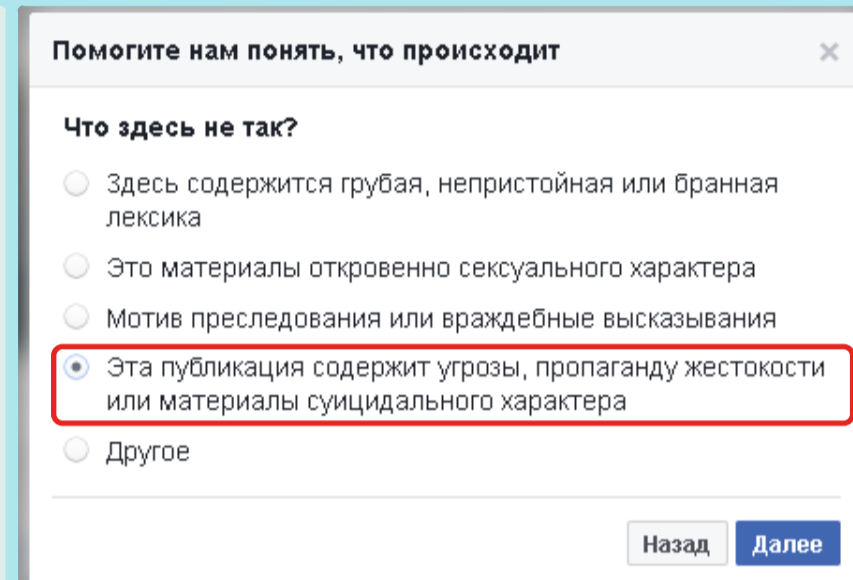 Помогите нам понять, что происходит
Что здесь не так?
Здесь содержится грубая, непристойная или бранная
лексика
Это материалы откровенно сексуального характера
Мотив преследования или враждебные высказывания
Эта публикация содержит угрозы, пропаганду жестокости
или материалы суицидального характера
Другое
Назад Далее